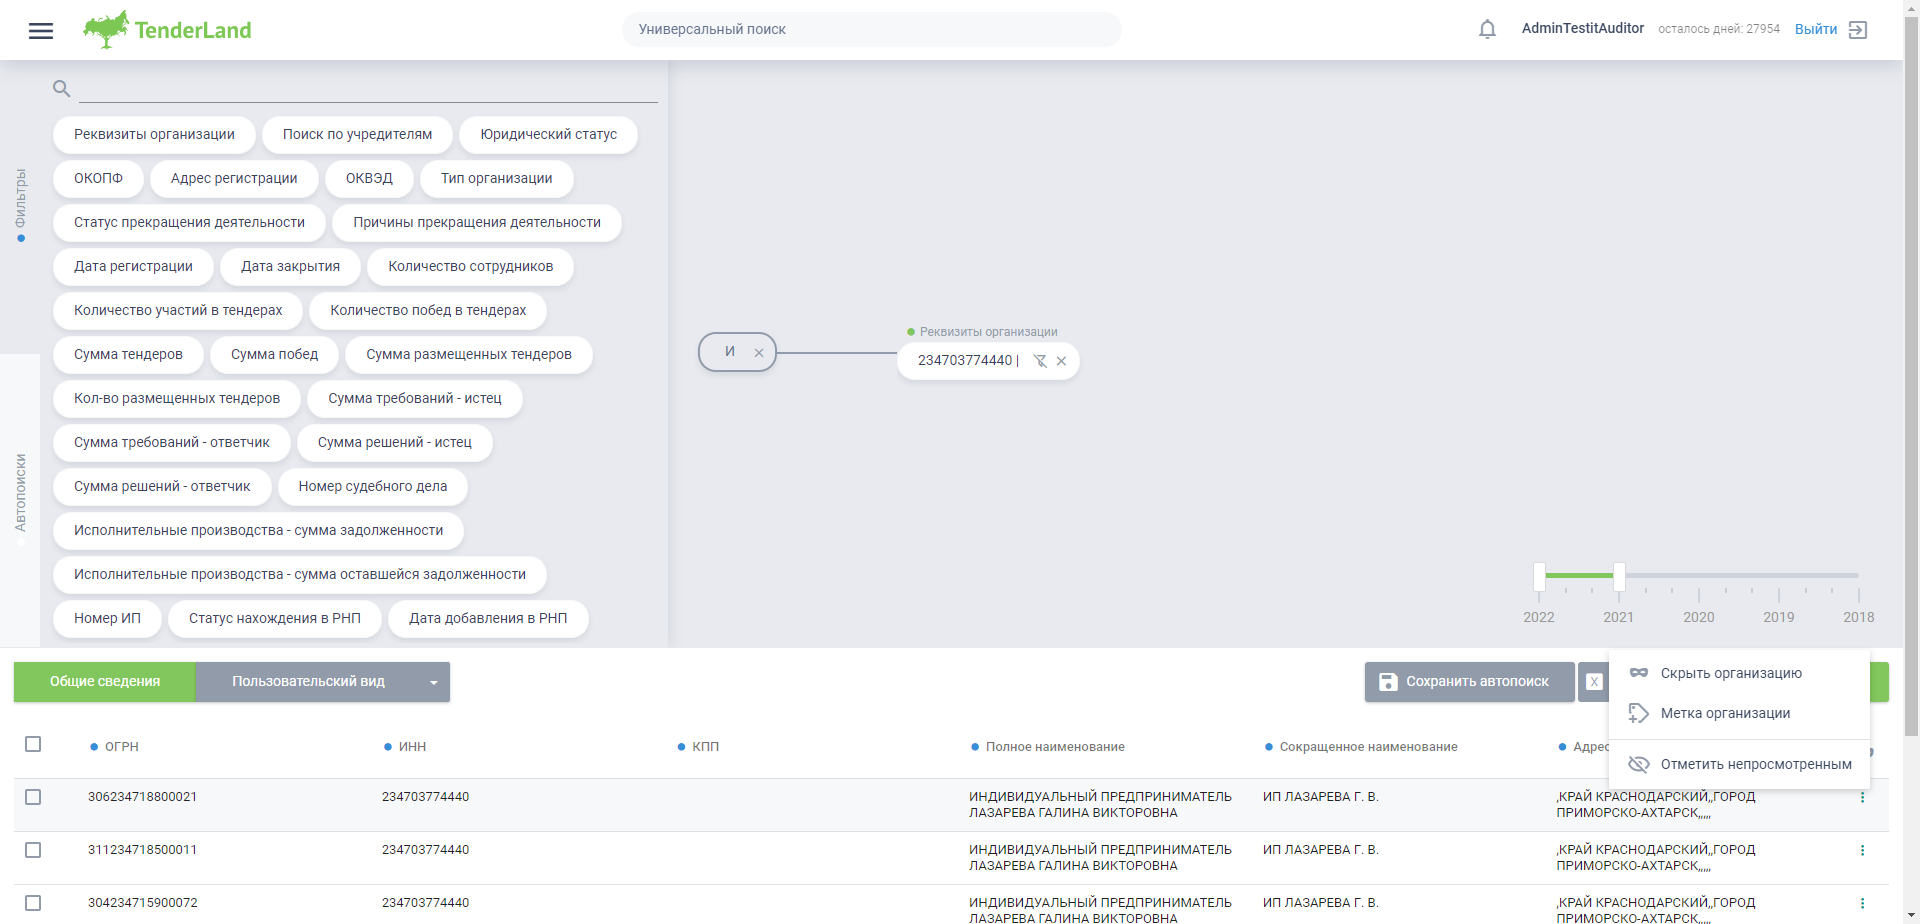 TenderLand
Универсальный поиск
AdminTestitAuditor
осталось дней: 27954
Выйти
Фильтры
Автопоиски
Реквизиты организации
Поиск по учредителям
Юридический статус
ОКОПФ
Адрес регистрации
ОКВЭД
Тип организации
Статус прекращения деятельности
Причины прекращения деятельности
Дата регистрации
Дата закрытия
Количество сотрудников
Количество участий в тендерах
Количество побед в тендерах
Сумма тендеров
Сумма побед
Сумма размещенных тендеров
Кол-во размещенных тендеров
Сумма требований - истец
Сумма требований - ответчик
Сумма решений - истец
Сумма решений - ответчик
Номер судебного дела
Исполнительные производства - сумма задолженности
Исполнительные производства - сумма оставшейся задолженности
Номер ИП
Статус нахождения в РНП
Дата добавления в РНП
И
Реквизиты организации
234703774440 |
2022 2021 2020 2019 2018
Общие сведения
Пользовательский вид
Сохранить автопоиск
X
Скрыть организацию
Метка организации
Отметить непросмотренным
ОГРН ИНН КПП Полное наименование Сокращенное наименование
306234718800021 234703774440 ИНДИВИДУАЛЬНЫЙ ПРЕДПРИНИМАТЕЛЬ ИП ЛАЗАРЕВА Г. В. ,КРАЙ КРАСНОДАРСКИЙ,,ГОРОД
ЛАЗАРЕВА ГАЛИНА ВИКТОРОВНА ПРИМОРСКО-АХТАРСК,,,,,
311234718500011 234703774440 ИНДИВИДУАЛЬНЫЙ ПРЕДПРИНИМАТЕЛЬ ИП ЛАЗАРЕВА Г. В. ,КРАЙ КРАСНОДАРСКИЙ,,ГОРОД
ЛАЗАРЕВА ГАЛИНА ВИКТОРОВНА ПРИМОРСКО-АХТАРСК,,,,,
304234715900072 234703774440 ИНДИВИДУАЛЬНЫЙ ПРЕДПРИНИМАТЕЛЬ ИП ЛАЗАРЕВА Г. В. ,КРАЙ КРАСНОДАРСКИЙ,,ГОРОД
ЛАЗАРЕВА ГАЛИНА ВИКТОРОВНА ПРИМОРСКО-АХТАРСК,,,,,